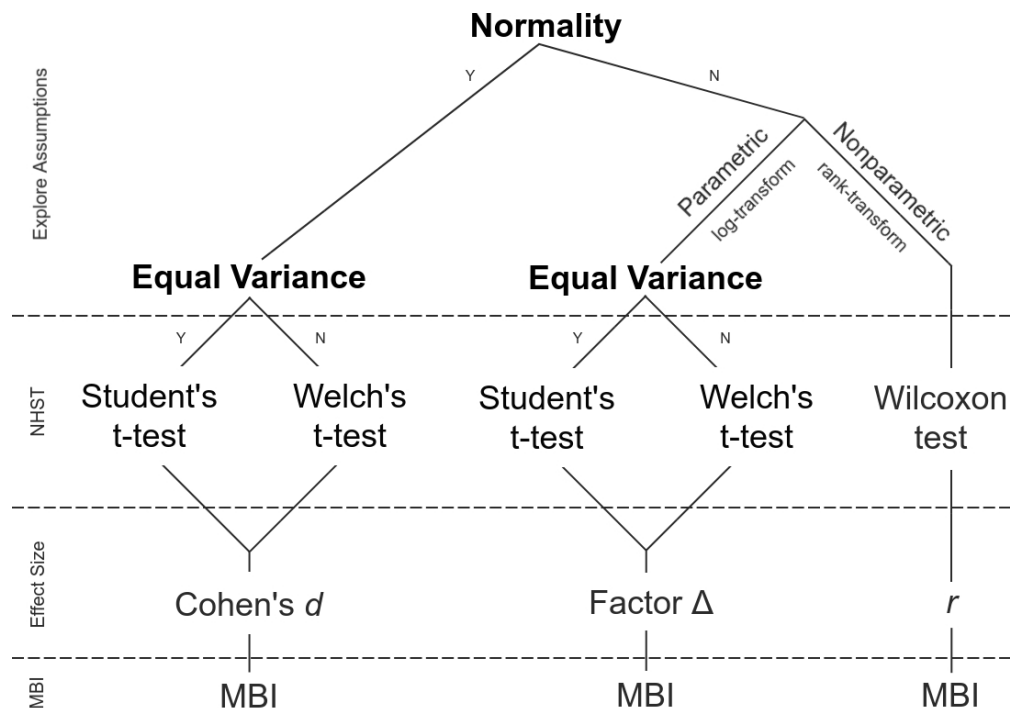 Normality
Y
N
Explore Assumptions
Parametric
log-transform
Nonparametric
rank-transform
Equal Variance
Equal Variance
Y
N
Y
N
NHST
Student's
t-test
Welch's
t-test
Student's
t-test
Welch's
t-test
Wilcoxon
test
Effect Size
Cohen's d
Factor Δ
r
MBI
MBI
MBI
MBI